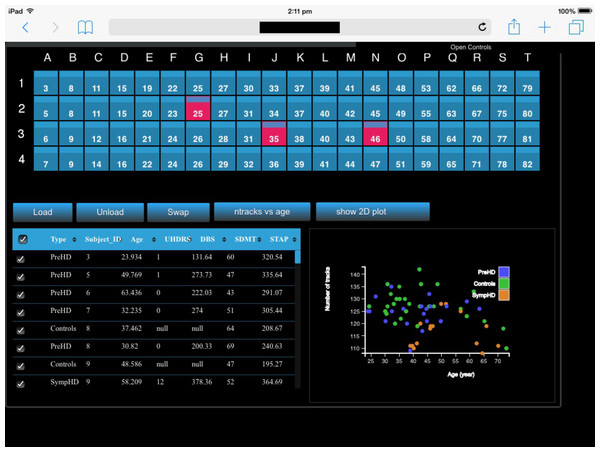 iPad 2:11 pm 100%
Open Controls
A B C D E F G H I J K L M N O P Q R S T
1 3 8 11 15 19 22 25 27 30 33 37 39 41 45 48 53 62 66 72 79
2 5 8 11 15 20 23 25 27 31 34 37 40 42 45 49 55 63 67 75 80
3 6 9 12 16 21 24 26 28 31 35 38 40 43 46 50 58 64 70 77 81
4 7 9 14 16 22 24 26 29 32 36 39 41 44 47 51 59 65 71 78 82
Load Unload Swap ntracks vs age show 2D plot
Type Subject_ID Age UHDRS DBS SDMT STAP
PreHD 3 23.934 1 131.64 60 320.54
PreHD 5 49.769 1 273.73 47 335.64
PreHD 6 63.436 0 222.03 43 291.07
PreHD 7 32.235 0 274 51 305.44
Controls 8 37.462 null null 64 208.67
PreHD 8 30.82 0 200.33 69 240.63
Controls 9 48.586 null null 47 195.27
SympHD 9 58.209 12 378.36 52 364.69
Number of tracks
140
135
130
125
120
115
110
25 30 35 40 45 50 55 60 65 70
Age (year)
PreHD
Controls
SympHD